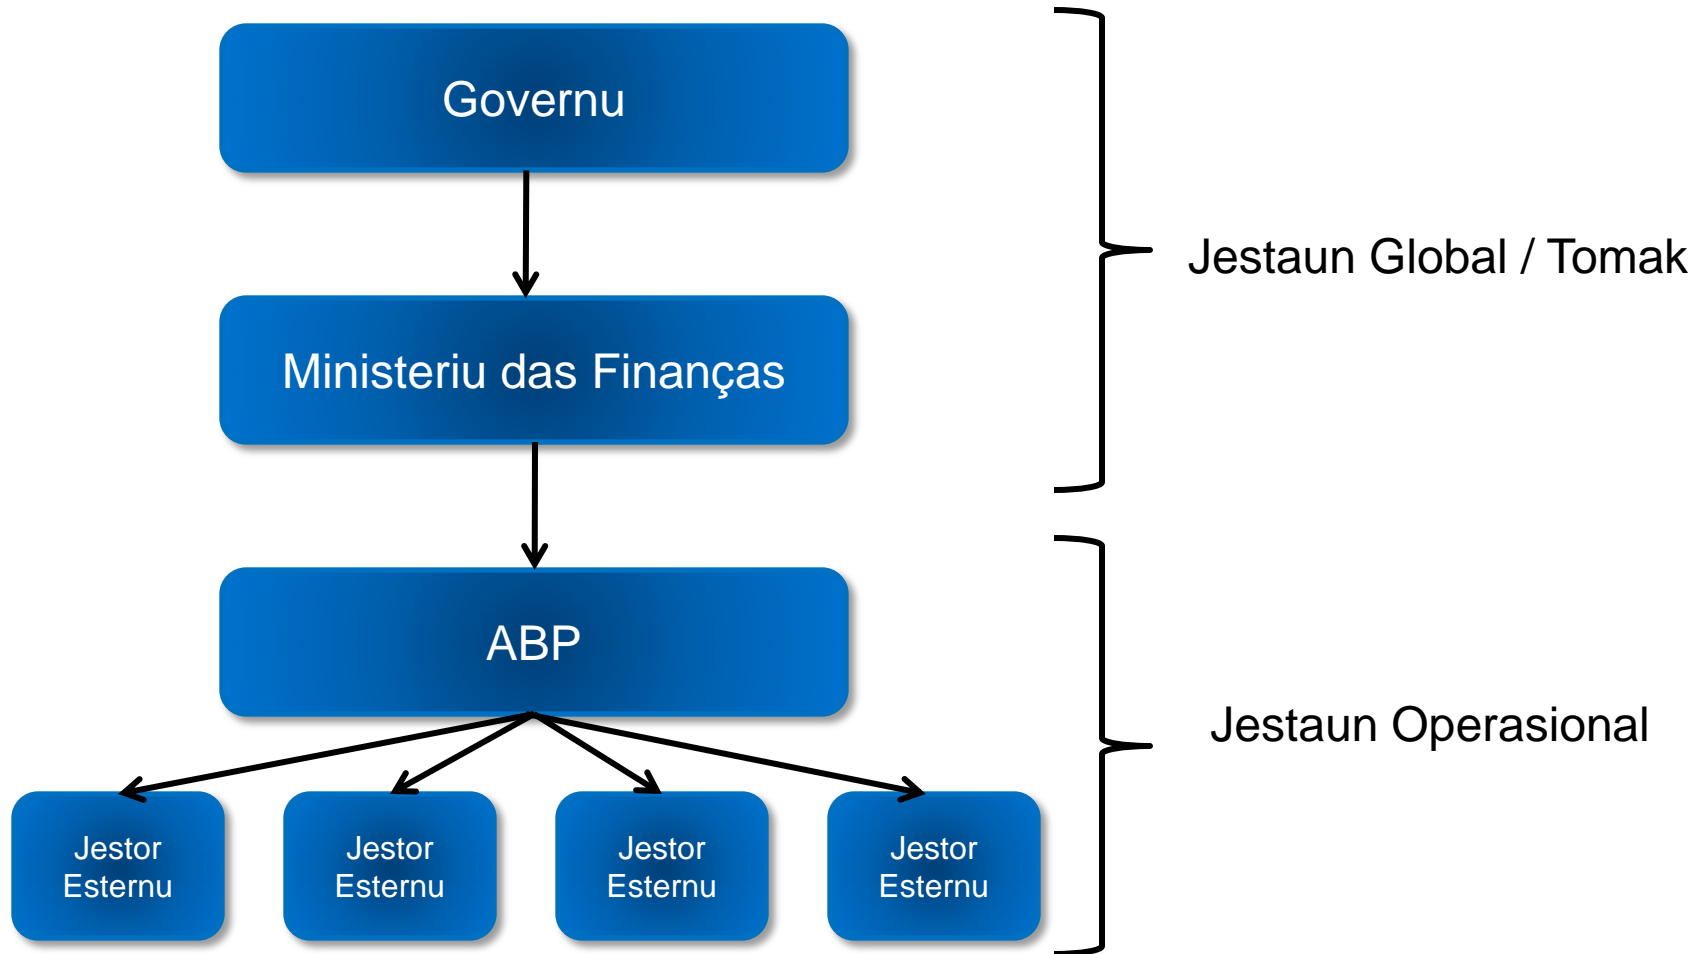 Governu
Jestaun Global / Tomak
Ministeriu das Finanças
ABP
Jestaun Operasional
Jestor
Esternu
Jestor
Esternu
Jestor
Esternu
Jestor
Esternu